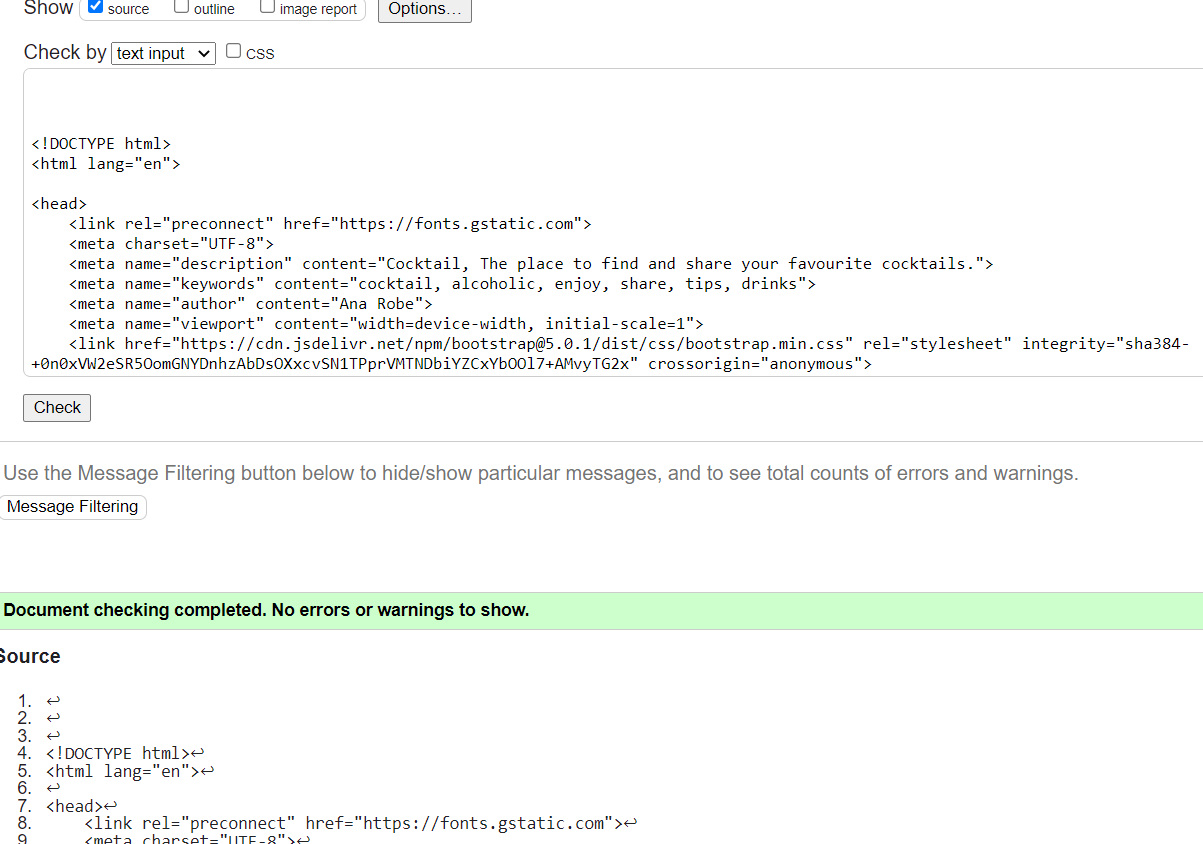 Show source outline image report Options...
Check by text input CSS
<!DOCTYPE html>
<html lang="en">
<head>
<link rel="preconnect" href="https://fonts.gstatic.com">
<meta charset="UTF-8">
<meta name="description" content="Cocktail, The place to find and share your favourite cocktails.">
<meta name="keywords" content="cocktail, alcoholic, enjoy, share, tips, drinks">
<meta name="author" content="Ana Robe">
<meta name="viewport" content="width=device-width, initial-scale=1">
<link href="https://cdn.jsdelivr.net/npm/bootstrap@5.0.1/dist/css/bootstrap.min.css" rel="stylesheet" integrity="sha384-
+0n0xVW2eSR5OomGNYDnhzAbDsOXxcvSN1TPprVMTNDbiYZCxYbOOl7+AMvyTG2x" crossorigin="anonymous">
Check
Use the Message Filtering button below to hide/show particular messages, and to see total counts of errors and warnings.
Message Filtering
Document checking completed. No errors or warnings to show.
Source
1. ↩
2. ↩
3. ↩
4. <!DOCTYPE html>↩
5. <html lang="en">↩
6. ↩
7. <head>↩
8. <link rel="preconnect" href="https://fonts.gstatic.com">↩
9. <meta charset="UTF-8">↩